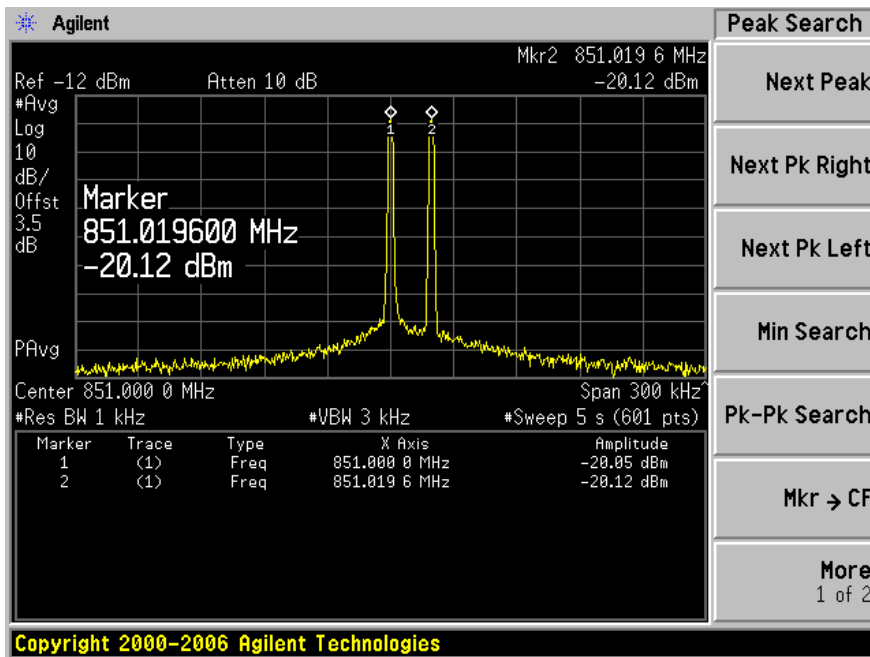 Agilent
Peak Search
Mkr2 851.019 6 MHz
Ref -12 dBm Atten 10 dB -20.12 dBm
#Avg
Log
10
dB/
Offst
3.5
dB
1 2
Marker
851.019600 MHz
-20.12 dBm
PAvg
Center 851.000 0 MHz Span 300 kHz^
#Res BW 1 kHz #VBW 3 kHz #Sweep 5 s (601 pts)
Marker Trace Type X Axis Amplitude
1 (1) Freq 851.000 0 MHz -20.05 dBm
2 (1) Freq 851.019 6 MHz -20.12 dBm
Next Peak
Next Pk Right
Next Pk Left
Min Search
Pk-Pk Search
Mkr → CF
More
1 of 2
Copyright 2000-2006 Agilent Technologies